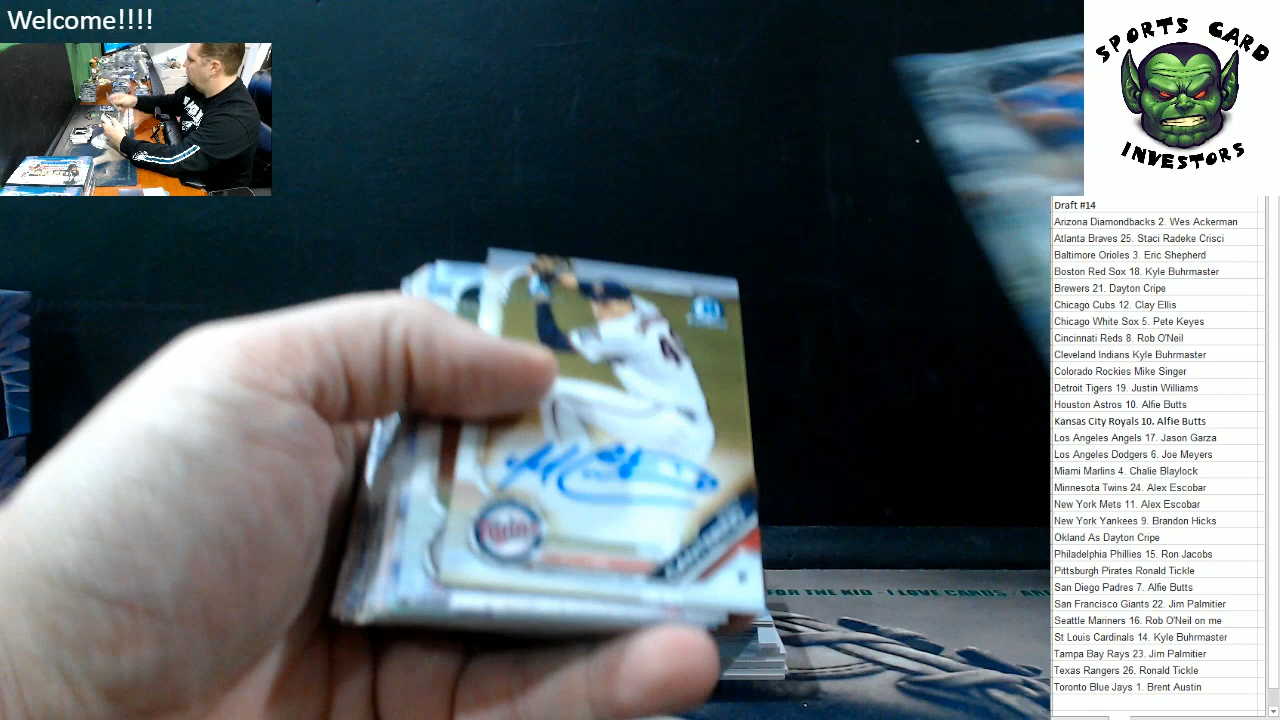 Welcome!!!!
SPORTS CARD
INVESTORS
Draft #14
Arizona Diamondbacks 2. Wes Ackerman
Atlanta Braves 25. Staci Radeke Crisci
Baltimore Orioles 3. Eric Shepherd
Boston Red Sox 18. Kyle Buhrmaster
Brewers 21. Dayton Cripe
Chicago Cubs 12. Clay Ellis
Chicago White Sox 5. Pete Keyes
Cincinnati Reds 8. Rob O'Neil
Cleveland Indians Kyle Buhrmaster
Colorado Rockies Mike Singer
Detroit Tigers 19. Justin Williams
Houston Astros 10. Alfie Butts
Kansas City Royals 10. Alfie Butts
Los Angeles Angels 17. Jason Garza
Los Angeles Dodgers 6. Joe Meyers
Miami Marlins 4. Chalie Blaylock
Minnesota Twins 24. Alex Escobar
New York Mets 11. Alex Escobar
New York Yankees 9. Brandon Hicks
Okland As Dayton Cripe
Philadelphia Phillies 15. Ron Jacobs
Pittsburgh Pirates Ronald Tickle
San Diego Padres 7. Alfie Butts
San Francisco Giants 22. Jim Palmitier
Seattle Mariners 16. Rob O'Neil on me
St Louis Cardinals 14. Kyle Buhrmaster
Tampa Bay Rays 23. Jim Palmitier
Texas Rangers 26. Ronald Tickle
Toronto Blue Jays 1. Brent Austin
Twins
FOR THE KID - I LOVE CARDS -